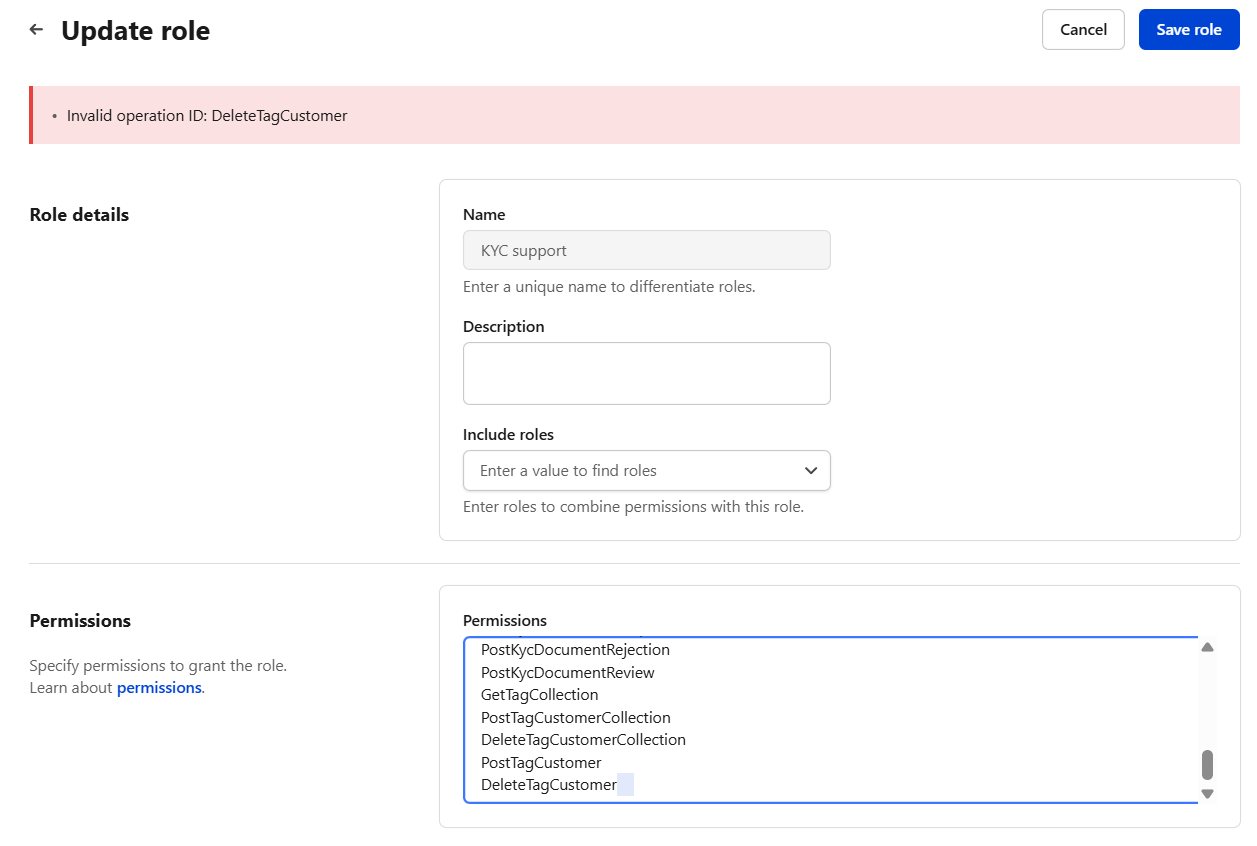 Update role
Cancel
Save role
• Invalid operation ID: DeleteTagCustomer
Role details
Name
KYC support
Enter a unique name to differentiate roles.
Description
Include roles
Enter a value to find roles
Enter roles to combine permissions with this role.
Permissions
Specify permissions to grant the role.
Learn about permissions.
Permissions
PostKycDocumentRejection
PostKycDocumentReview
GetTagCollection
PostTagCustomerCollection
DeleteTagCustomerCollection
PostTagCustomer
DeleteTagCustomer